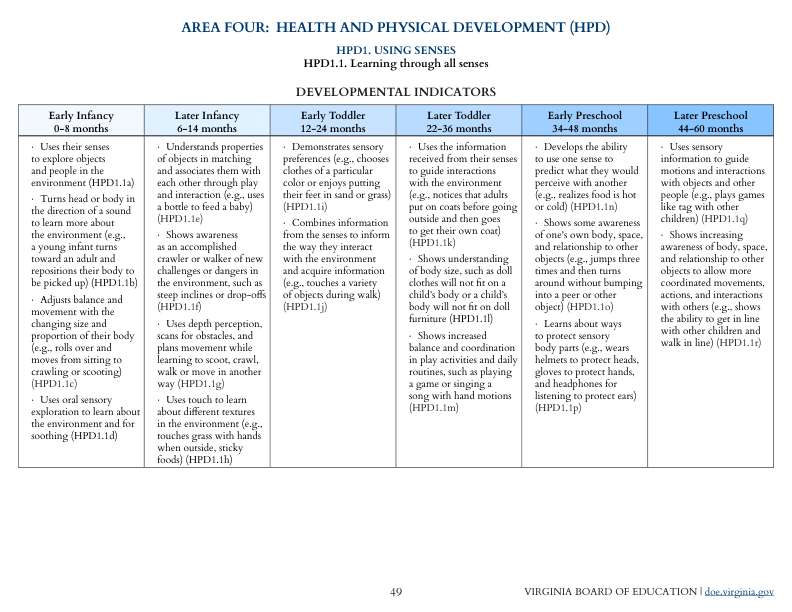 AREA FOUR: HEALTH AND PHYSICAL DEVELOPMENT (HPD)
HPD1. USING SENSES
HPD1.1. Learning through all senses
DEVELOPMENTAL INDICATORS
Early Infancy
0–8 months
· Uses their senses
to explore objects
and people in the
environment (HPD1.1a)
· Turns head or body in
the direction of a sound
to learn more about
the environment (e.g.,
a young infant turns
toward an adult and
repositions their body to
be picked up) (HPD1.1b)
· Adjusts balance and
movement with the
changing size and
proportion of their body
(e.g., rolls over and
moves from sitting to
crawling or scooting)
(HPD1.1c)
· Uses oral sensory
exploration to learn about
the environment and for
soothing (HPD1.1d)
Later Infancy
6–14 months
· Understands properties
of objects in matching
and associates them with
each other through play
and interaction (e.g., uses
a bottle to feed a baby)
(HPD1.1e)
· Shows awareness
as an accomplished
crawler or walker of new
challenges or dangers in
the environment, such as
steep inclines or drop-offs
(HPD1.1f)
· Uses depth perception,
scans for obstacles, and
plans movement while
learning to scoot, crawl,
walk or move in another
way (HPD1.1g)
· Uses touch to learn
about different textures
in the environment (e.g.,
touches grass with hands
when outside, sticky
foods) (HPD1.1h)
Early Toddler
12–24 months
· Demonstrates sensory
preferences (e.g., chooses
clothes of a particular
color or enjoys putting
their feet in sand or grass)
(HPD1.1i)
· Combines information
from the senses to inform
the way they interact
with the environment
and acquire information
(e.g., touches a variety
of objects during walk)
(HPD1.1j)
Later Toddler
22–36 months
· Uses the information
received from their senses
to guide interactions
with the environment
(e.g., notices that adults
put on coats before going
outside and then goes
to get their own coat)
(HPD1.1k)
· Shows understanding
of body size, such as doll
clothes will not fit on a
child's body or a child's
body will not fit on doll
furniture (HPD1.1l)
· Shows increased
balance and coordination
in play activities and daily
routines, such as playing
a game or singing a
song with hand motions
(HPD1.1m)
Early Preschool
34–48 months
· Develops the ability
to use one sense to
predict what they would
perceive with another
(e.g., realizes food is hot
or cold) (HPD1.1n)
· Shows some awareness
of one's own body, space,
and relationship to other
objects (e.g., jumps three
times and then turns
around without bumping
into a peer or other
object) (HPD1.1o)
· Learns about ways
to protect sensory
body parts (e.g., wears
helmets to protect heads,
gloves to protect hands,
and headphones for
listening to protect ears)
(HPD1.1p)
Later Preschool
44–60 months
· Uses sensory
information to guide
motions and interactions
with objects and other
people (e.g., plays games
like tag with other
children) (HPD1.1q)
· Shows increasing
awareness of body, space,
and relationship to other
objects to allow more
coordinated movements,
actions, and interactions
with others (e.g., shows
the ability to get in line
with other children and
walk in line) (HPD1.1r)
49
VIRGINIA BOARD OF EDUCATION | doe.virginia.gov